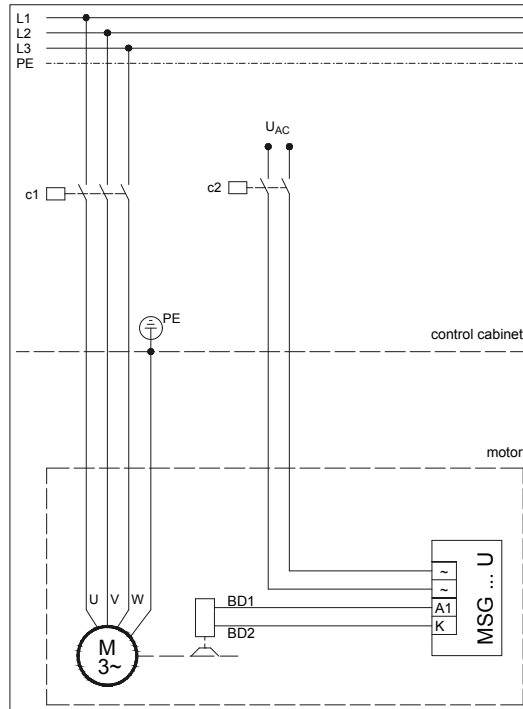 L1
L2
L3
PE
UAC
c1
c2
PE
control cabinet
motor
U V W
BD1
BD2
M
3~
~
~
A1
K
MSG ... U